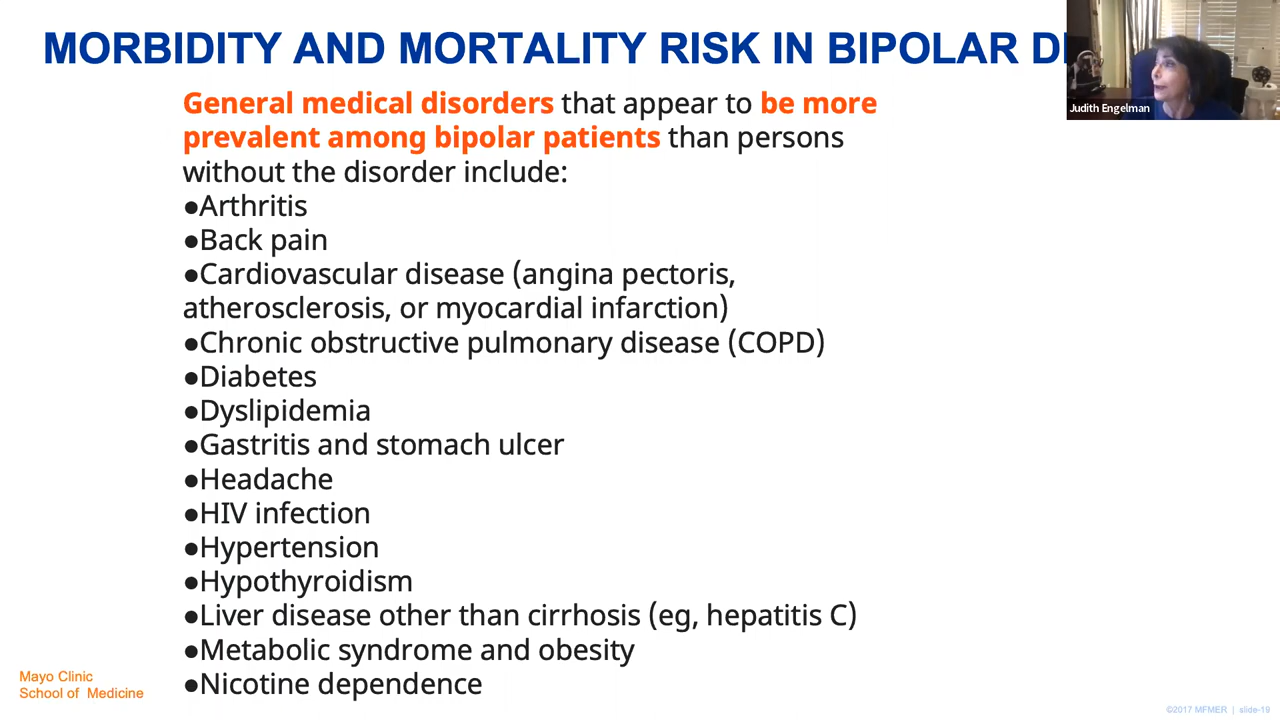 MORBIDITY AND MORTALITY RISK IN BIPOLAR D
Judith Engelman
General medical disorders that appear to be more
prevalent among bipolar patients than persons
without the disorder include:
●Arthritis
●Back pain
●Cardiovascular disease (angina pectoris,
atherosclerosis, or myocardial infarction)
●Chronic obstructive pulmonary disease (COPD)
●Diabetes
●Dyslipidemia
●Gastritis and stomach ulcer
●Headache
●HIV infection
●Hypertension
●Hypothyroidism
●Liver disease other than cirrhosis (eg, hepatitis C)
●Metabolic syndrome and obesity
●Nicotine dependence
Mayo Clinic
School of Medicine
©2017 MFMER | slide-19